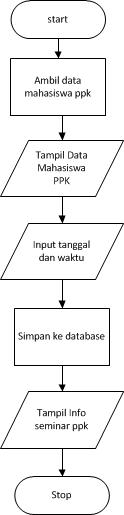 start
Ambil data
mahasiswa ppk
Tampil Data
Mahasiswa
PPK
Input tanggal
dan waktu
Simpan ke database
Tampil Info
seminar ppk
Stop